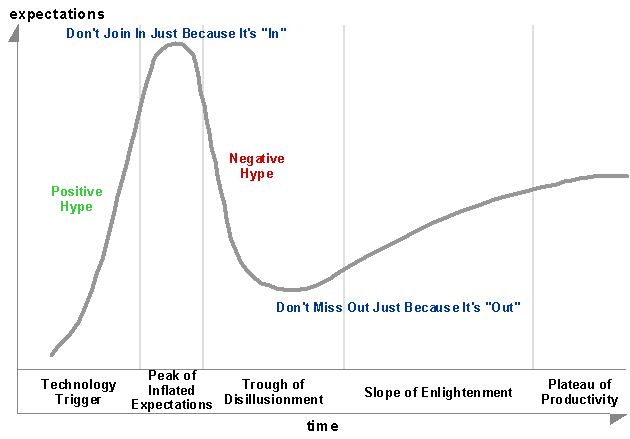 expectations
Don't Join In Just Because It's "In"
Positive
Hype
Negative
Hype
Don't Miss Out Just Because It's "Out"
Technology
Trigger
Peak of
Inflated
Expectations
Trough of
Disillusionment
Slope of Enlightenment
Plateau of
Productivity
time